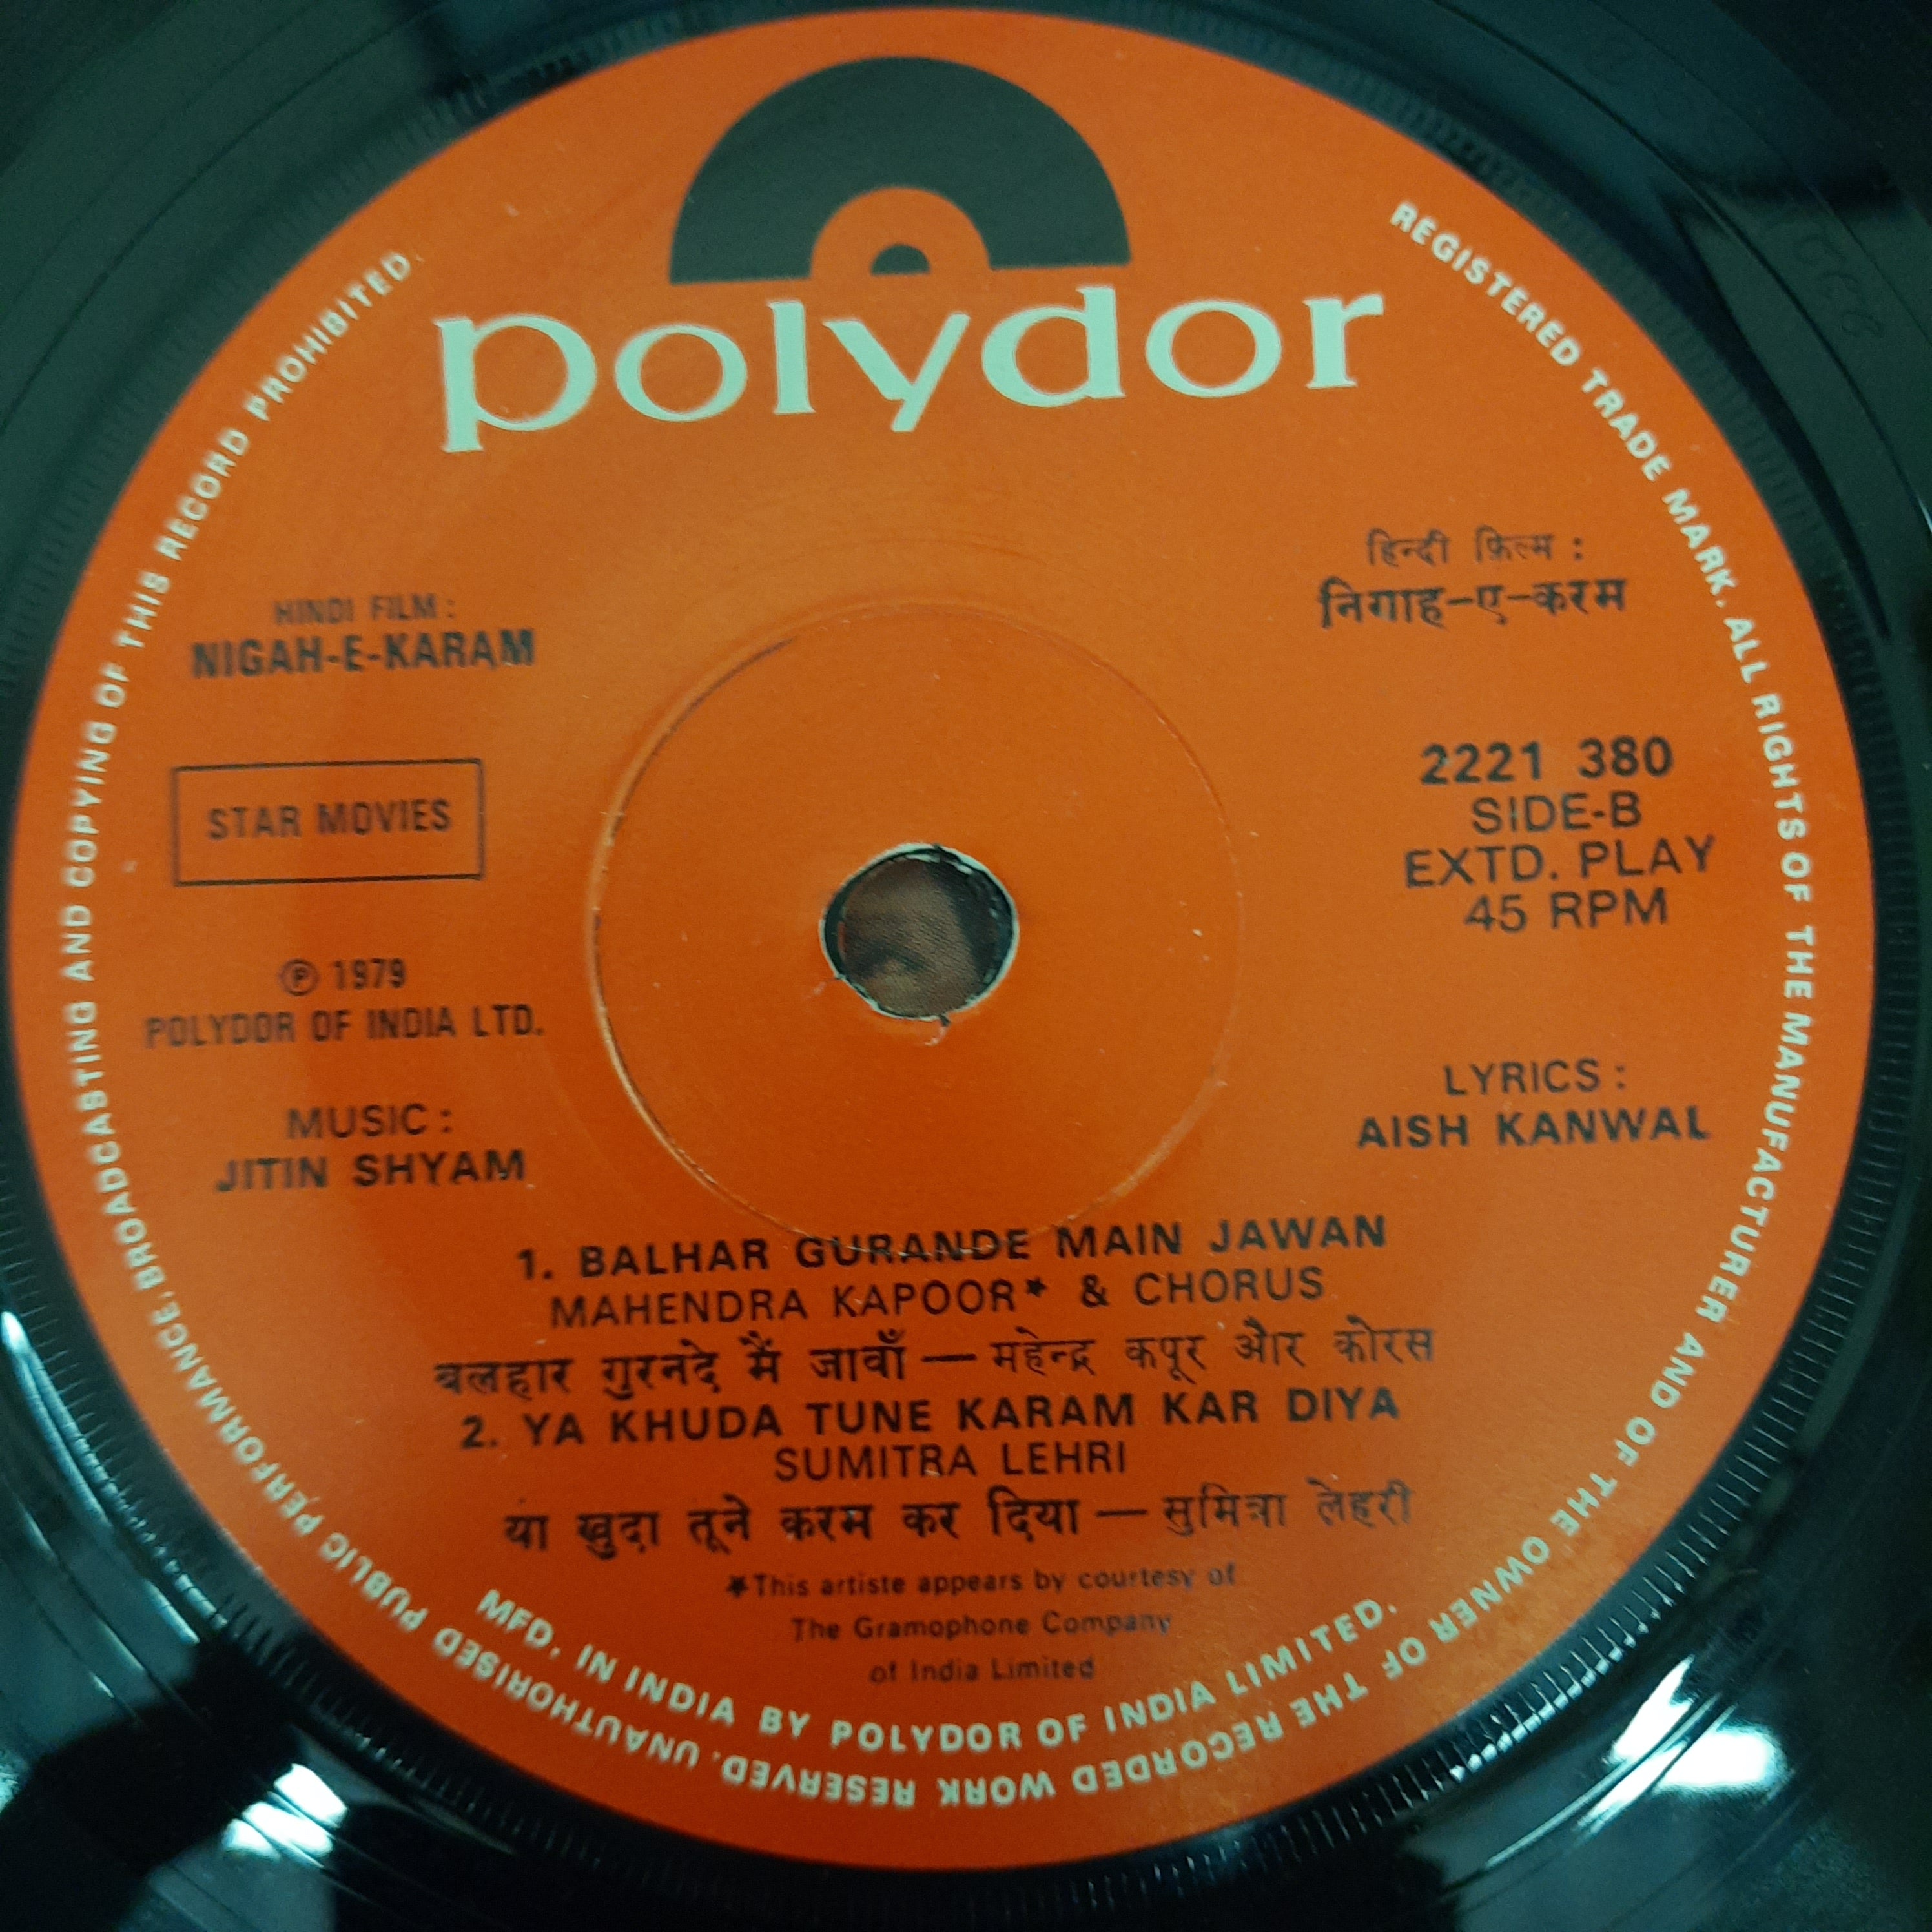 polydor
HINDI FILM :
NIGAH-E-KARAM
हिन्दी फ़िल्म :
निगाह-ए-करम
STAR MOVIES
2221 380
SIDE-B
EXTD. PLAY
45 RPM
℗ 1979
POLYDOR OF INDIA LTD.
MUSIC :
JITIN SHYAM
LYRICS :
AISH KANWAL
1. BALHAR GURANDE MAIN JAWAN
MAHENDRA KAPOOR* & CHORUS
बलहार गुरनदे मैं जावाँ — महेन्द्र कपूर और कोरस
2. YA KHUDA TUNE KARAM KAR DIYA
SUMITRA LEHRI
या खुदा तूने करम कर दिया — सुमित्रा लेहरी
*This artiste appears by courtesy of
The Gramophone Company
of India Limited
MFD. IN INDIA BY POLYDOR OF INDIA LIMITED.
REGISTERED TRADE MARK. ALL RIGHTS OF THE MANUFACTURER AND OF THE OWNER OF THE RECORDED WORK RESERVED. UNAUTHORISED PUBLIC PERFORMANCE, BROADCASTING AND COPYING OF THIS RECORD PROHIBITED.